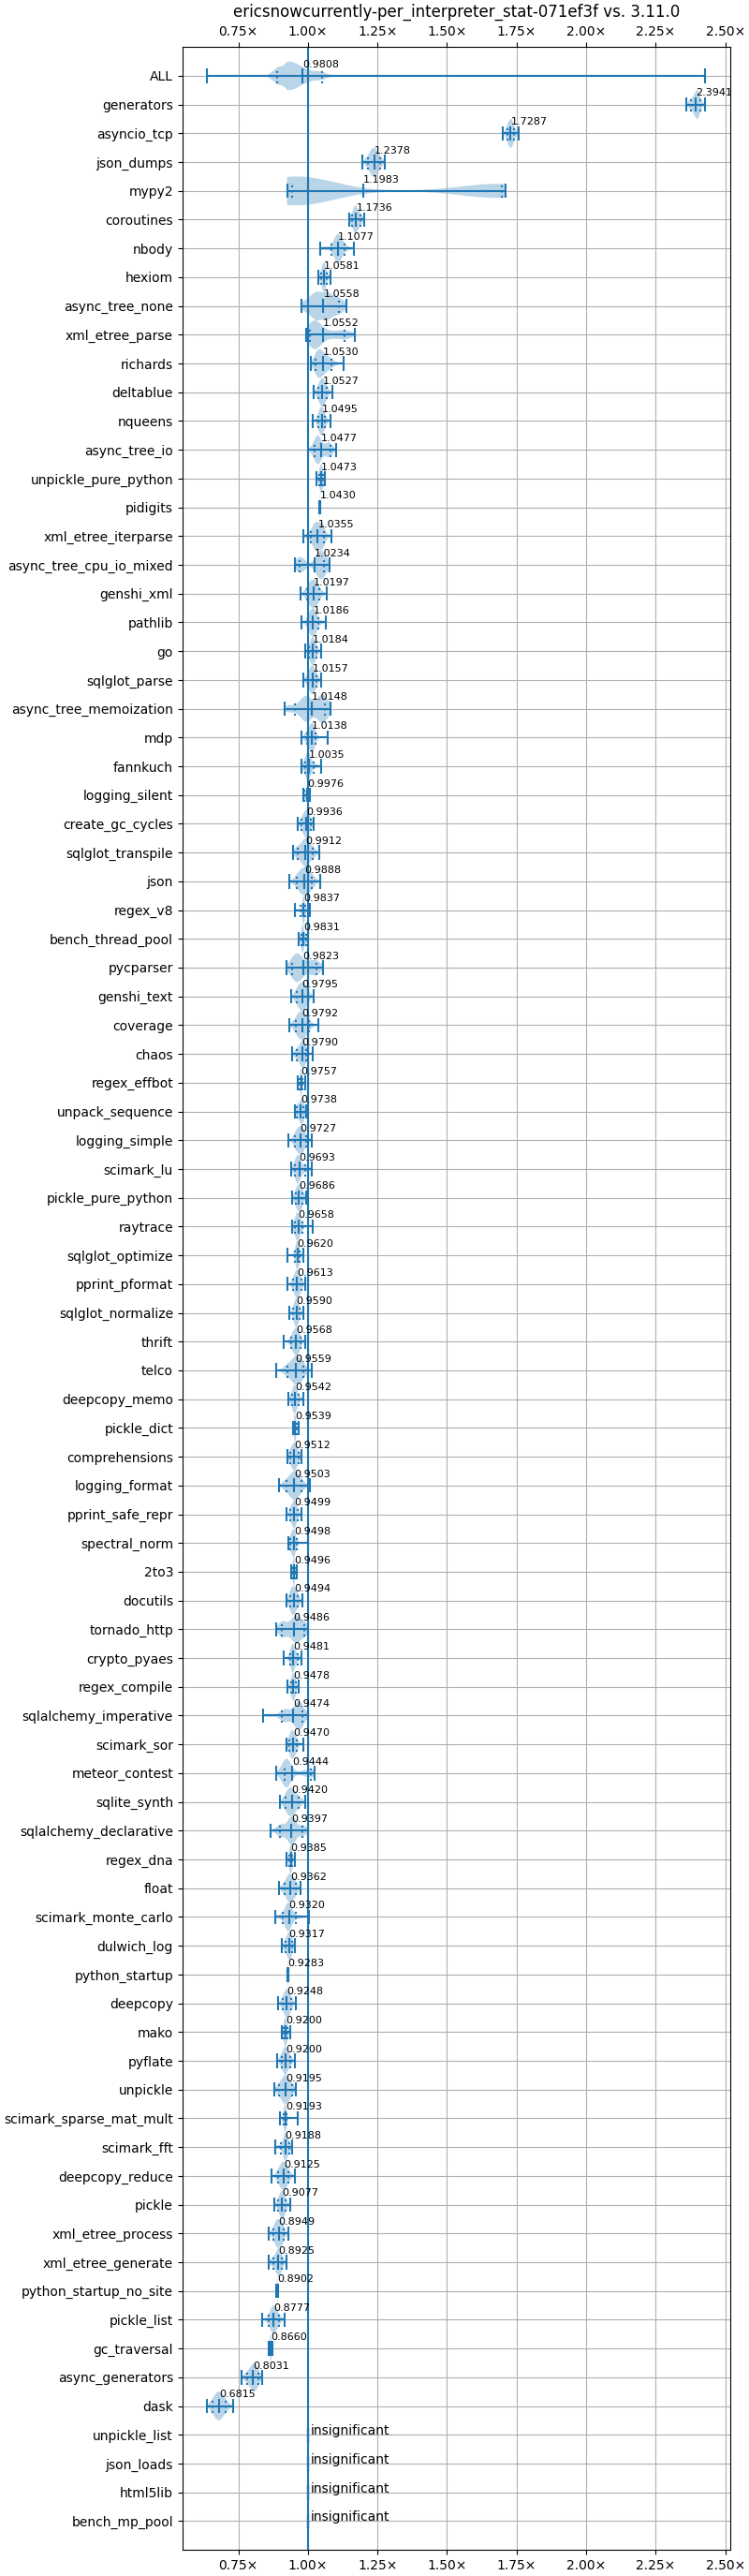 ericsnowcurrently-per_interpreter_stat-071ef3f vs. 3.11.0
0.75× 1.00× 1.25× 1.50× 1.75× 2.00× 2.25× 2.50×
ALL 0.9808
generators 2.3941
asyncio_tcp 1.7287
json_dumps 1.2378
mypy2 1.1983
coroutines 1.1736
nbody 1.1077
hexiom 1.0581
async_tree_none 1.0558
xml_etree_parse 1.0552
richards 1.0530
deltablue 1.0527
nqueens 1.0495
async_tree_io 1.0477
unpickle_pure_python 1.0473
pidigits 1.0430
xml_etree_iterparse 1.0355
async_tree_cpu_io_mixed 1.0234
genshi_xml 1.0197
pathlib 1.0186
go 1.0184
sqlglot_parse 1.0157
async_tree_memoization 1.0148
mdp 1.0138
fannkuch 1.0035
logging_silent 0.9976
create_gc_cycles 0.9936
sqlglot_transpile 0.9912
json 0.9888
regex_v8 0.9837
bench_thread_pool 0.9831
pycparser 0.9823
genshi_text 0.9795
coverage 0.9792
chaos 0.9790
regex_effbot 0.9757
unpack_sequence 0.9738
logging_simple 0.9727
scimark_lu 0.9693
pickle_pure_python 0.9686
raytrace 0.9658
sqlglot_optimize 0.9620
pprint_pformat 0.9613
sqlglot_normalize 0.9590
thrift 0.9568
telco 0.9559
deepcopy_memo 0.9542
pickle_dict 0.9539
comprehensions 0.9512
logging_format 0.9503
pprint_safe_repr 0.9499
spectral_norm 0.9498
2to3 0.9496
docutils 0.9494
tornado_http 0.9486
crypto_pyaes 0.9481
regex_compile 0.9478
sqlalchemy_imperative 0.9474
scimark_sor 0.9470
meteor_contest 0.9444
sqlite_synth 0.9420
sqlalchemy_declarative 0.9397
regex_dna 0.9385
float 0.9362
scimark_monte_carlo 0.9320
dulwich_log 0.9317
python_startup 0.9283
deepcopy 0.9248
mako 0.9200
pyflate 0.9200
unpickle 0.9195
scimark_sparse_mat_mult 0.9193
scimark_fft 0.9188
deepcopy_reduce 0.9125
pickle 0.9077
xml_etree_process 0.8949
xml_etree_generate 0.8925
python_startup_no_site 0.8902
pickle_list 0.8777
gc_traversal 0.8660
async_generators 0.8031
dask 0.6815
unpickle_list insignificant
json_loads insignificant
html5lib insignificant
bench_mp_pool insignificant
0.75× 1.00× 1.25× 1.50× 1.75× 2.00× 2.25× 2.50×